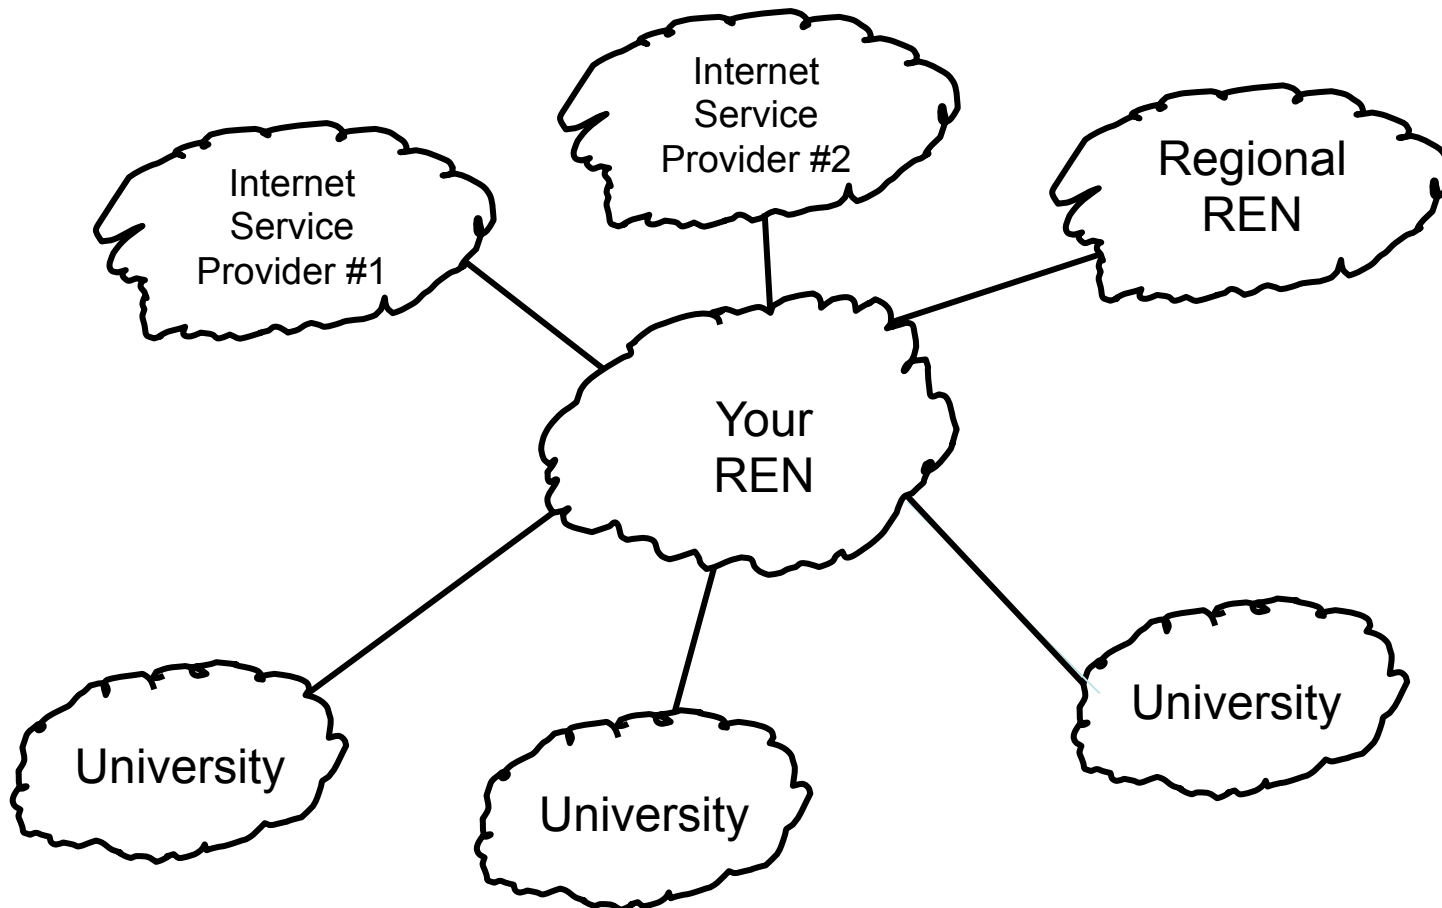 Internet
Service
Provider #1
Internet
Service
Provider #2
Regional
REN
Your
REN
University
University
University